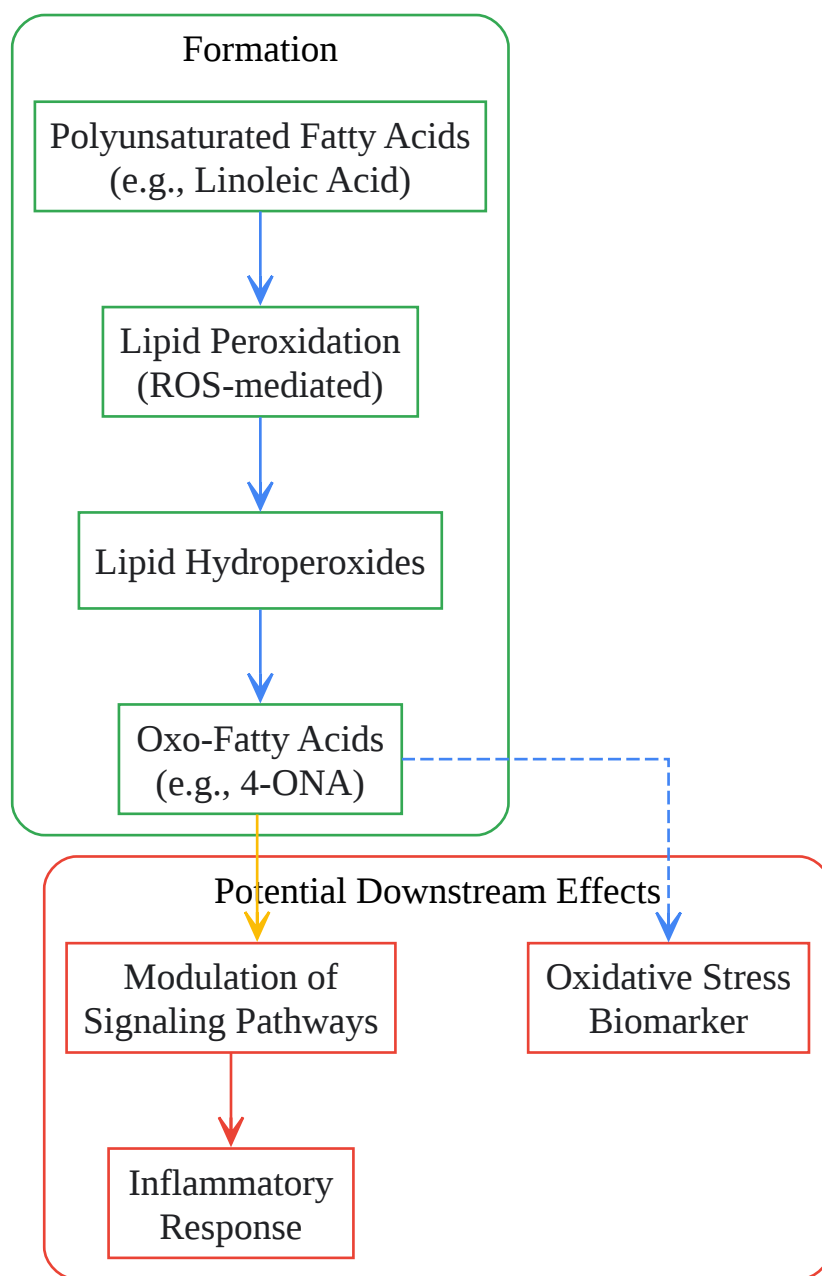 Formation
Polyunsaturated Fatty Acids
(e.g., Linoleic Acid)
Lipid Peroxidation
(ROS-mediated)
Lipid Hydroperoxides
Oxo-Fatty Acids
(e.g., 4-ONA)
Potential Downstream Effects
Modulation of
Signaling Pathways
Oxidative Stress
Biomarker
Inflammatory
Response